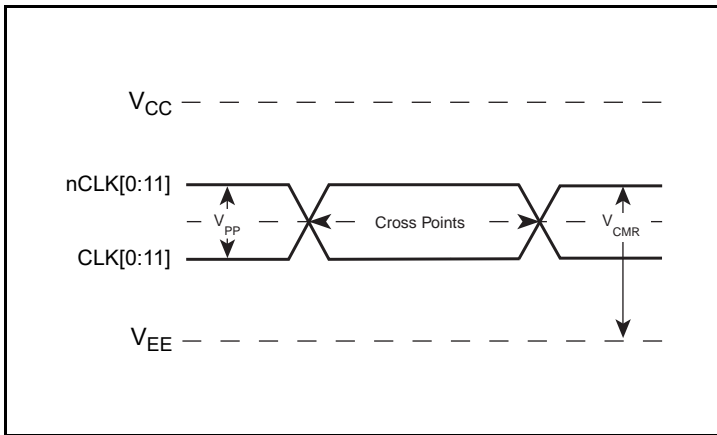 VCC
nCLK[0:11]
VPP
Cross Points
VCMR
CLK[0:11]
VEE